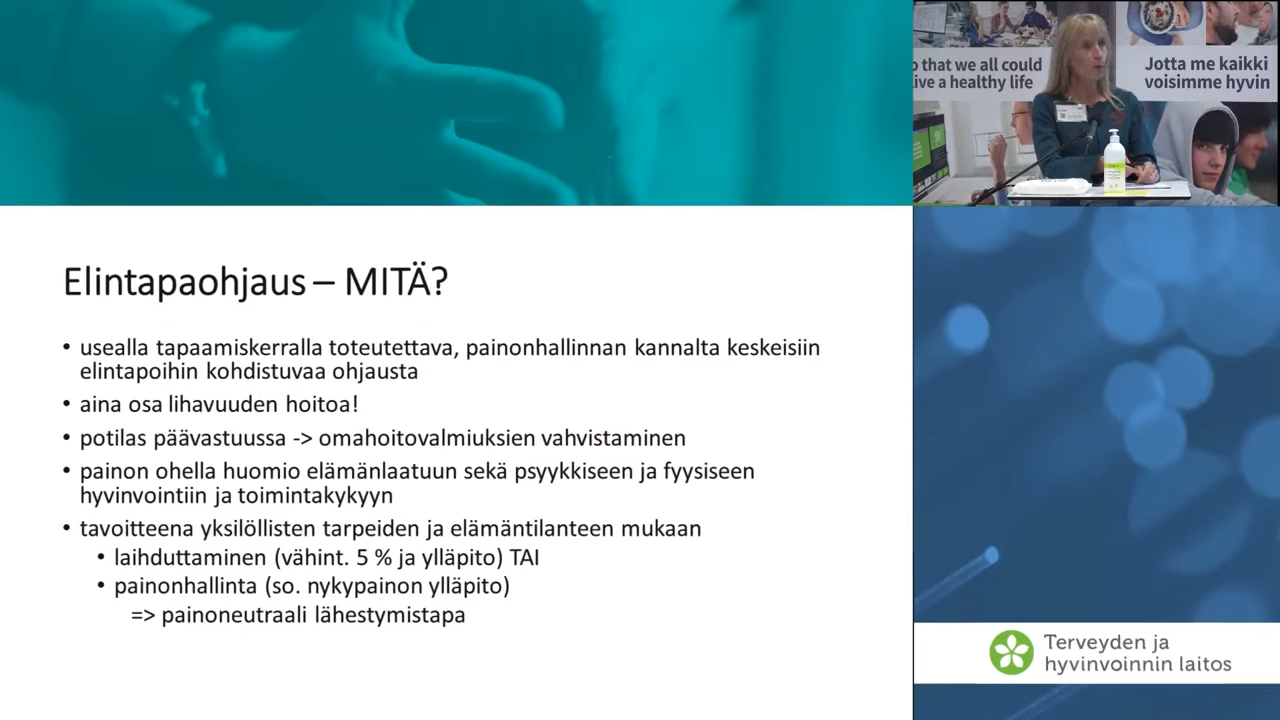 o that we all could
ive a healthy life
Jotta me kaikki
voisimme hyvin
Elintapaohjaus – MITÄ?
• usealla tapaamiskerralla toteutettava, painonhallinnan kannalta keskeisiin
elintapoihin kohdistuvaa ohjausta
• aina osa lihavuuden hoitoa!
• potilas päävastuussa -> omahoitovalmiuksien vahvistaminen
• painon ohella huomio elämänlaatuun sekä psyykkiseen ja fyysiseen
hyvinvointiin ja toimintakykyyn
• tavoitteena yksilöllisten tarpeiden ja elämäntilanteen mukaan
• laihduttaminen (vähint. 5 % ja ylläpito) TAI
• painonhallinta (so. nykypainon ylläpito)
=> painoneutraali lähestymistapa
Terveyden ja
hyvinvoinnin laitos